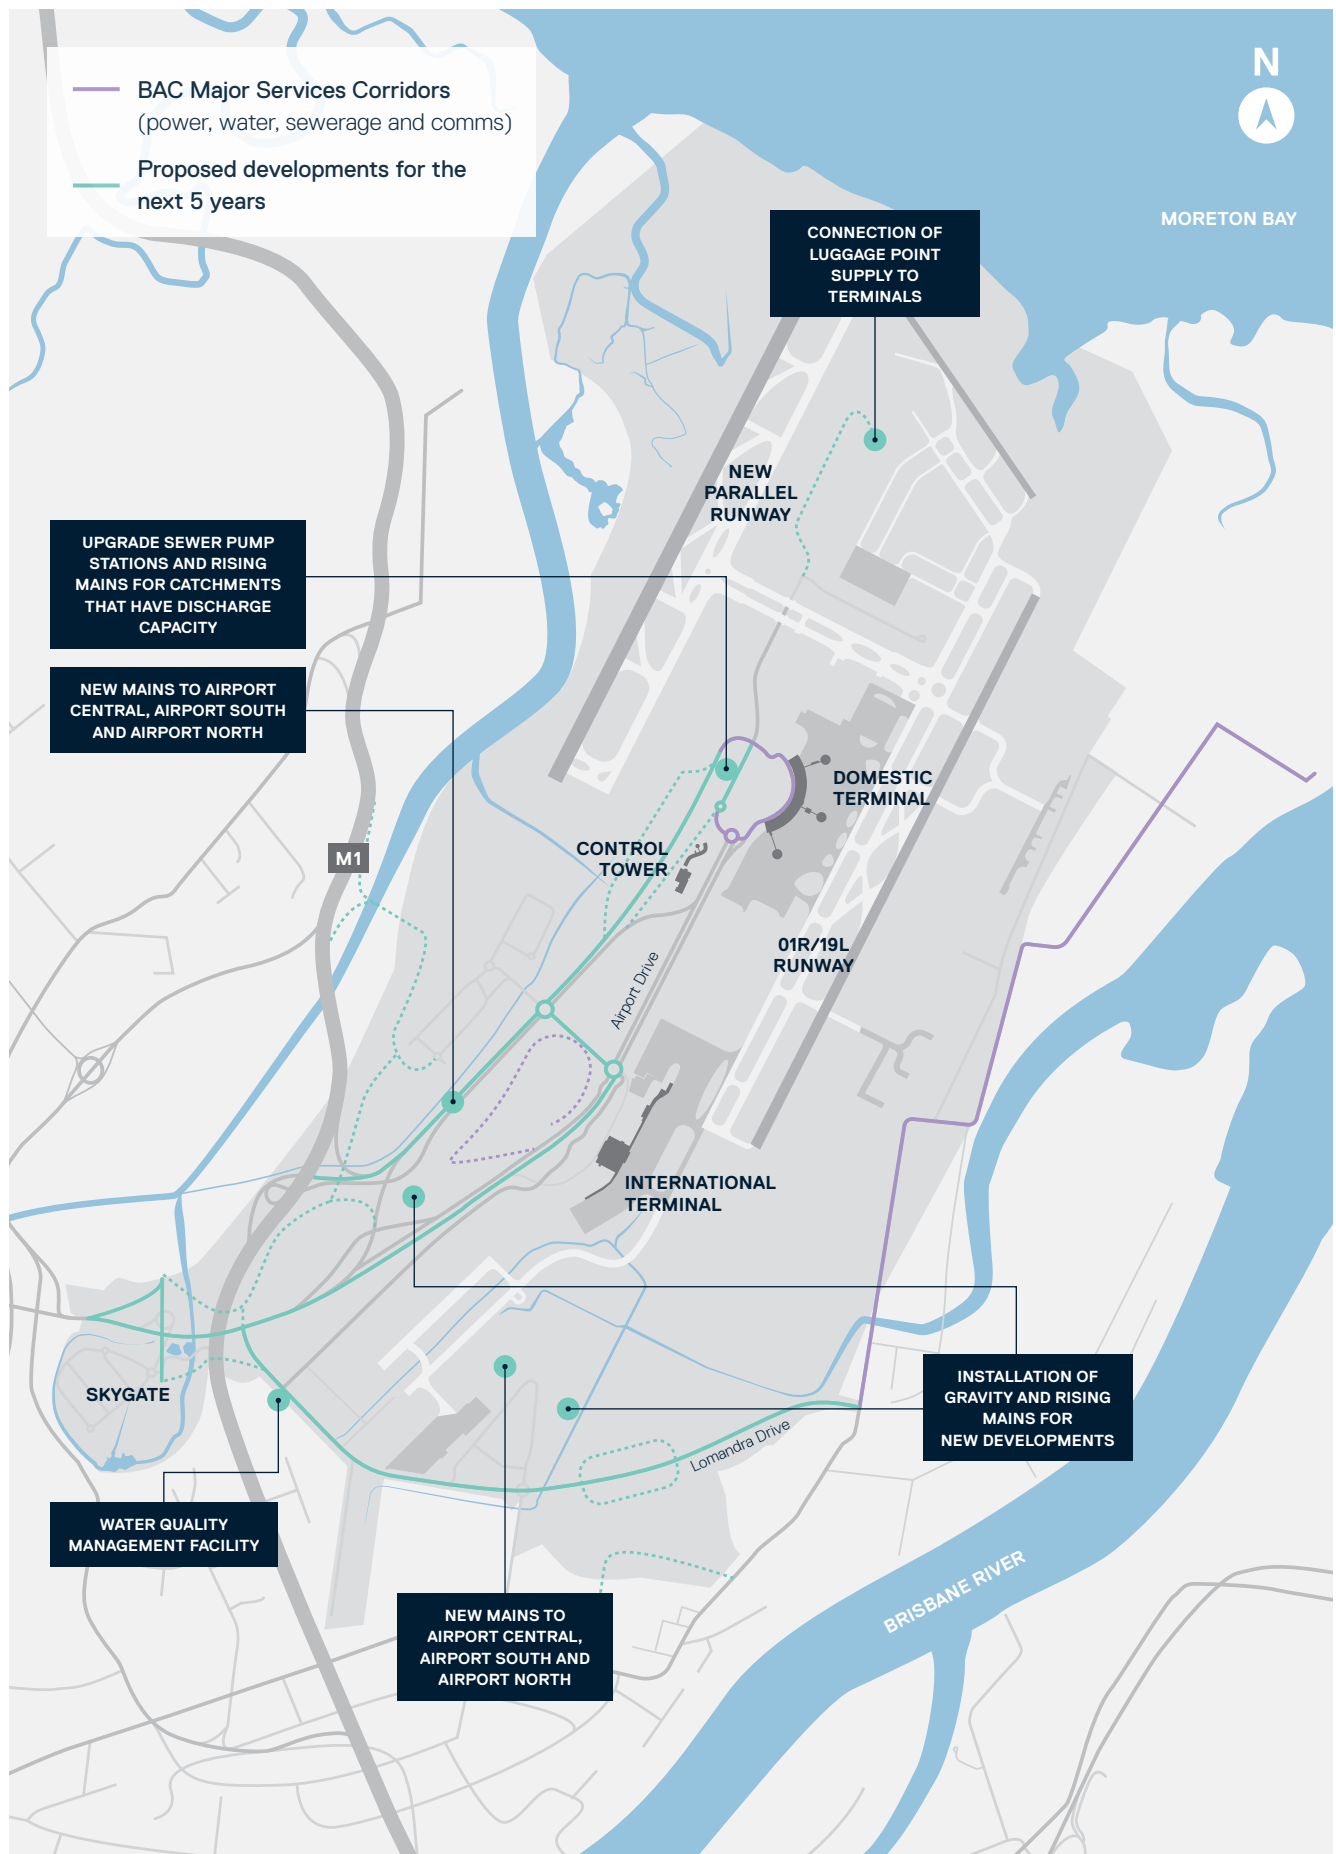 BAC Major Services Corridors
(power, water, sewerage and comms)
Proposed developments for the
next 5 years
N
MORETON BAY
CONNECTION OF
LUGGAGE POINT
SUPPLY TO
TERMINALS
NEW
PARALLEL
RUNWAY
UPGRADE SEWER PUMP
STATIONS AND RISING
MAINS FOR CATCHMENTS
THAT HAVE DISCHARGE
CAPACITY
NEW MAINS TO AIRPORT
CENTRAL, AIRPORT SOUTH
AND AIRPORT NORTH
DOMESTIC
TERMINAL
CONTROL
TOWER
M1
01R/19L
RUNWAY
Airport Drive
INTERNATIONAL
TERMINAL
SKYGATE
INSTALLATION OF
GRAVITY AND RISING
MAINS FOR
NEW DEVELOPMENTS
Lomandra Drive
WATER QUALITY
MANAGEMENT FACILITY
BRISBANE RIVER
NEW MAINS TO
AIRPORT CENTRAL,
AIRPORT SOUTH AND
AIRPORT NORTH